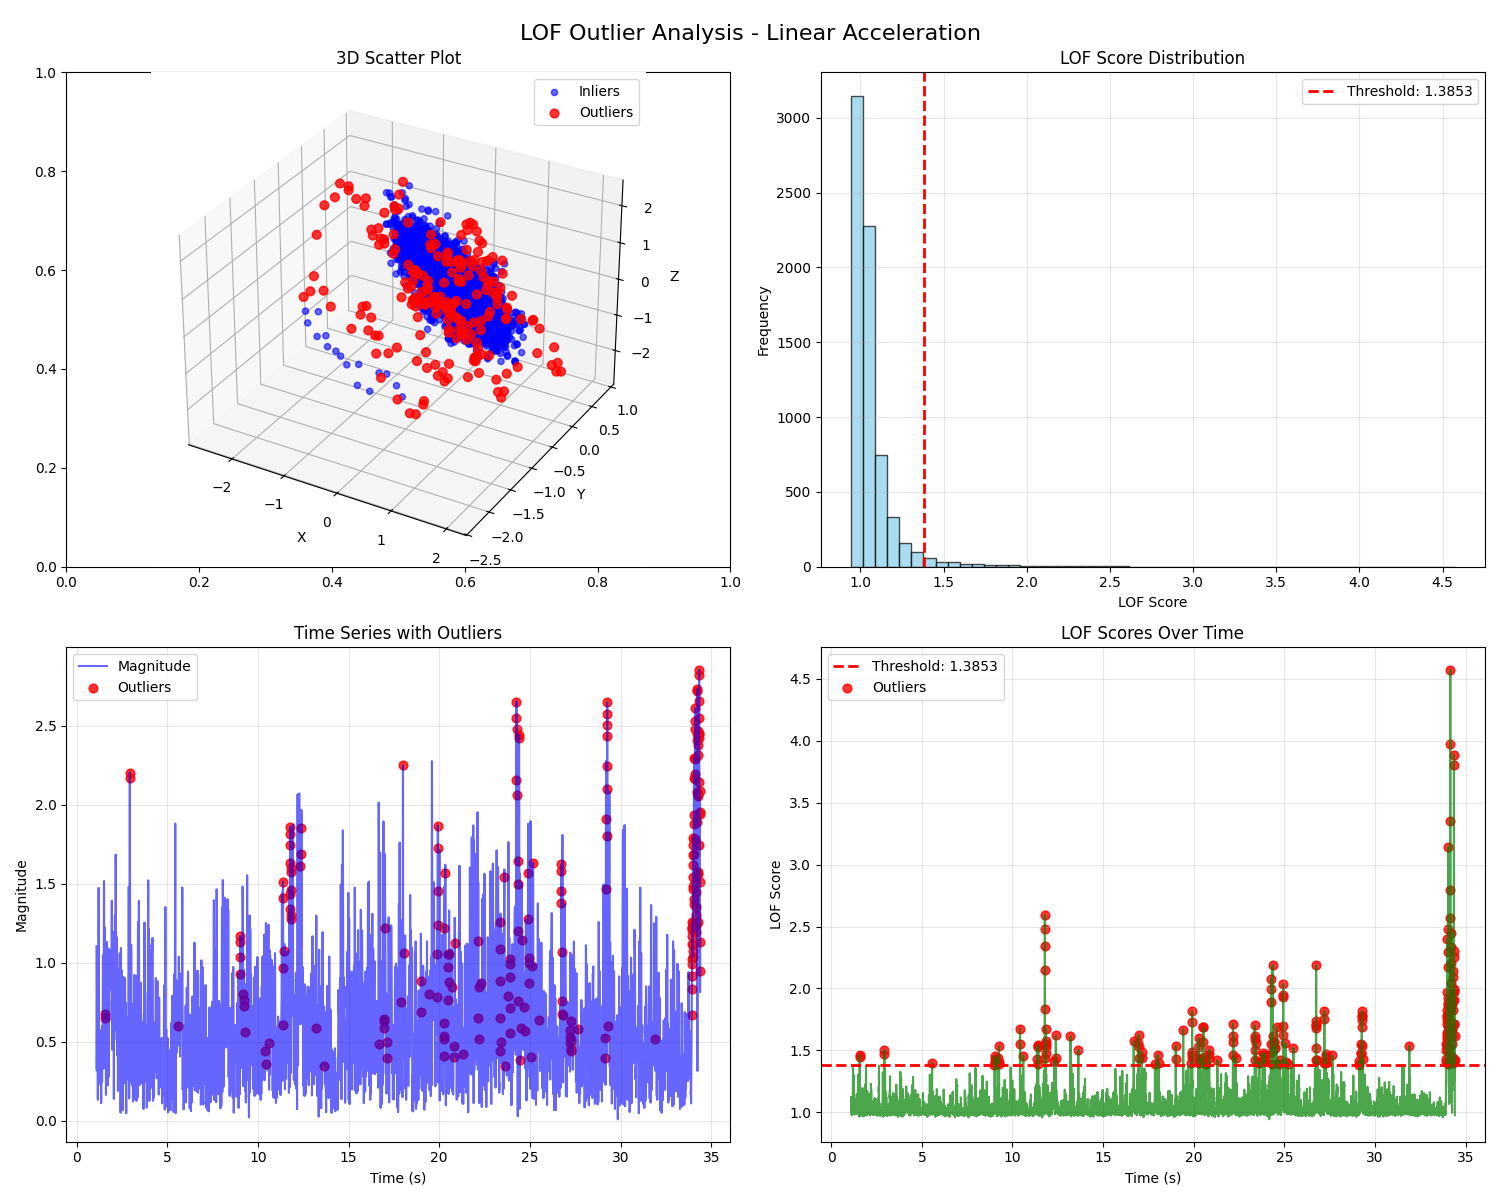 LOF Outlier Analysis - Linear Acceleration
3D Scatter Plot
Inliers
Outliers
1.0
0.8
0.6
0.4
0.2
0.0
0.0 0.2 0.4 0.6 0.8 1.0
−2 −1 0 1 2
X
−2.5 −2.0 −1.5 −1.0 −0.5 0.0 0.5 1.0
Y
2
1
0
−1
−2
Z
LOF Score Distribution
Threshold: 1.3853
Frequency
3000
2500
2000
1500
1000
500
0
1.0 1.5 2.0 2.5 3.0 3.5 4.0 4.5
LOF Score
Time Series with Outliers
Magnitude
Outliers
Magnitude
2.5
2.0
1.5
1.0
0.5
0.0
0 5 10 15 20 25 30 35
Time (s)
LOF Scores Over Time
Threshold: 1.3853
Outliers
LOF Score
4.5
4.0
3.5
3.0
2.5
2.0
1.5
1.0
0 5 10 15 20 25 30 35
Time (s)